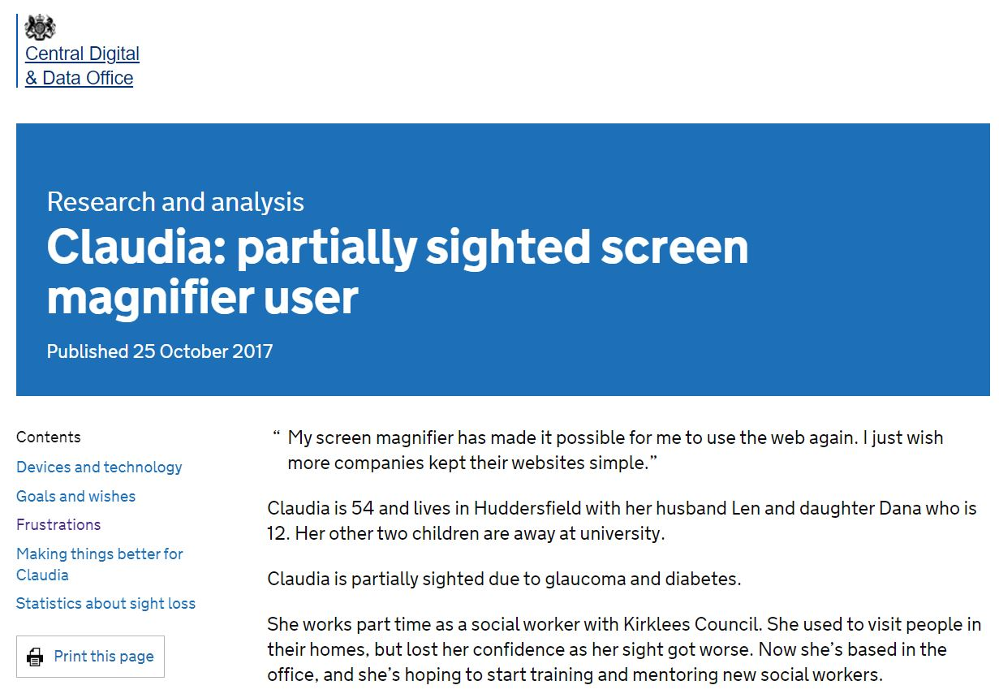 Central Digital
& Data Office
Research and analysis
Claudia: partially sighted screen
magnifier user
Published 25 October 2017
Contents
Devices and technology
Goals and wishes
Frustrations
Making things better for
Claudia
Statistics about sight loss
Print this page
“ My screen magnifier has made it possible for me to use the web again. I just wish
more companies kept their websites simple.”
Claudia is 54 and lives in Huddersfield with her husband Len and daughter Dana who is
12. Her other two children are away at university.
Claudia is partially sighted due to glaucoma and diabetes.
She works part time as a social worker with Kirklees Council. She used to visit people in
their homes, but lost her confidence as her sight got worse. Now she’s based in the
office, and she’s hoping to start training and mentoring new social workers.